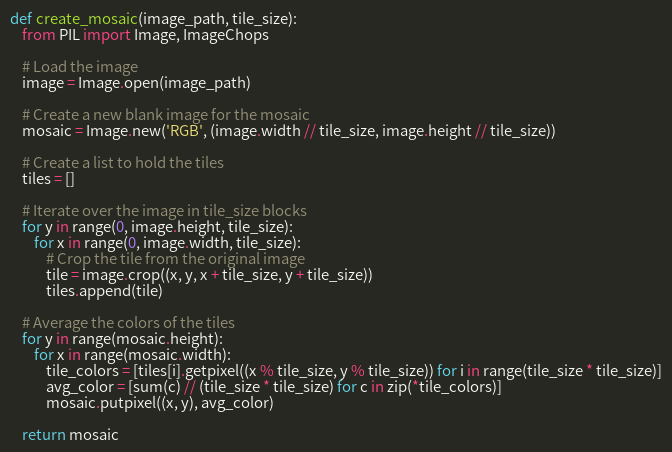 def create_mosaic(image_path, tile_size):
from PIL import Image, ImageChops
# Load the image
image = Image.open(image_path)
# Create a new blank image for the mosaic
mosaic = Image.new('RGB', (image.width // tile_size, image.height // tile_size))
# Create a list to hold the tiles
tiles = []
# Iterate over the image in tile_size blocks
for y in range(0, image.height, tile_size):
for x in range(0, image.width, tile_size):
# Crop the tile from the original image
tile = image.crop((x, y, x + tile_size, y + tile_size))
tiles.append(tile)
# Average the colors of the tiles
for y in range(mosaic.height):
for x in range(mosaic.width):
tile_colors = [tiles[i].getpixel((x % tile_size, y % tile_size)) for i in range(tile_size * tile_size)]
avg_color = [sum(c) // (tile_size * tile_size) for c in zip(*tile_colors)]
mosaic.putpixel((x, y), avg_color)
return mosaic